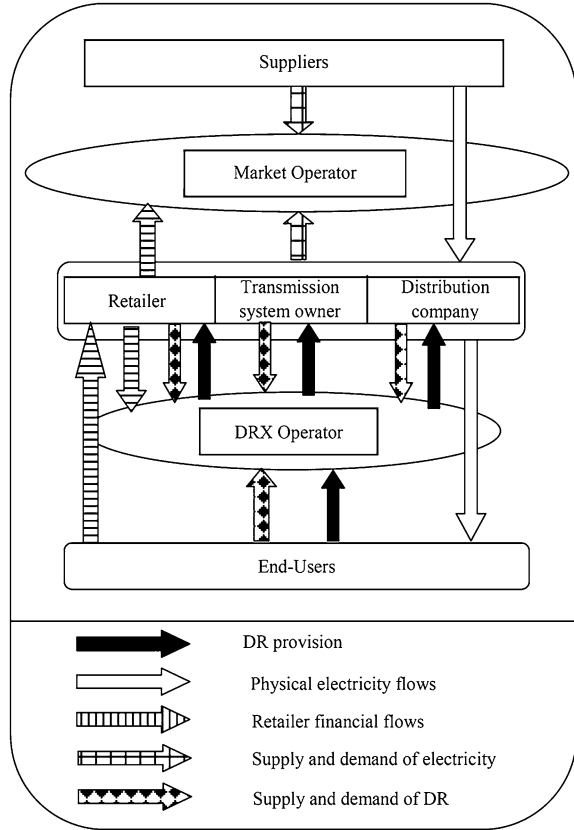 Suppliers
Market Operator
Retailer
Transmission
system owner
Distribution
company
DRX Operator
End-Users
DR provision
Physical electricity flows
Retailer financial flows
Supply and demand of electricity
Supply and demand of DR